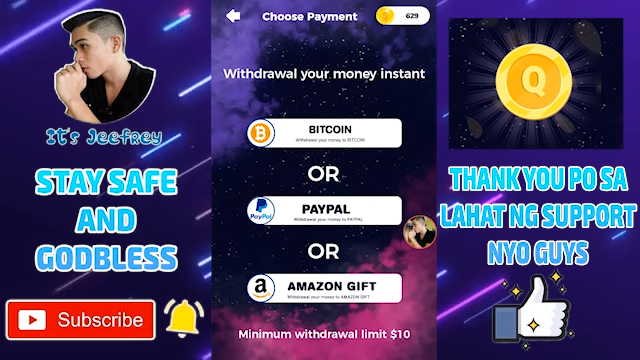 It's Jeefrey
STAY SAFE
AND
GODBLESS
Subscribe
Choose Payment
629
Withdrawal your money instant
BITCOIN
Withdrawal your money to BITCOIN
OR
PayPal
PAYPAL
Withdrawal your money to PAYPAL
OR
a
AMAZON GIFT
Withdrawal your money to AMAZON GIFT
Minimum withdrawal limit $10
Q
THANK YOU PO SA
LAHAT NG SUPPORT
NYO GUYS